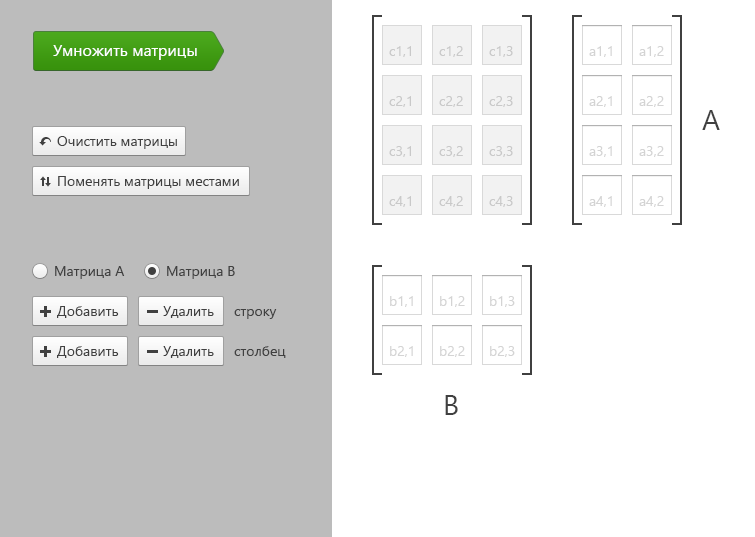 Умножить матрицы
Очистить матрицы
Поменять матрицы местами
Матрица А Матрица В
Добавить Удалить строку
Добавить Удалить столбец
c1,1 c1,2 c1,3
c2,1 c2,2 c2,3
c3,1 c3,2 c3,3
c4,1 c4,2 c4,3
a1,1 a1,2
a2,1 a2,2
a3,1 a3,2
a4,1 a4,2
A
b1,1 b1,2 b1,3
b2,1 b2,2 b2,3
B